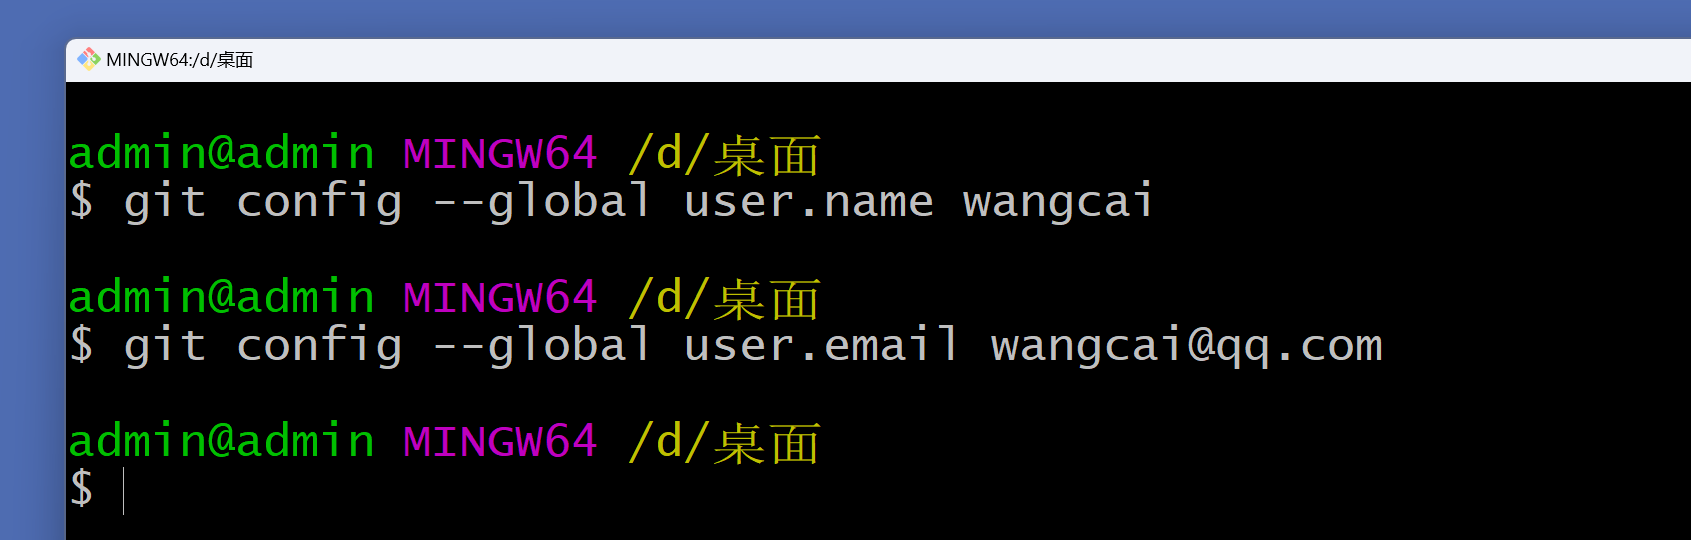 MINGW64:/d/桌面
admin@admin MINGW64 /d/桌面
$ git config --global user.name wangcai
admin@admin MINGW64 /d/桌面
$ git config --global user.email wangcai@qq.com
admin@admin MINGW64 /d/桌面
$